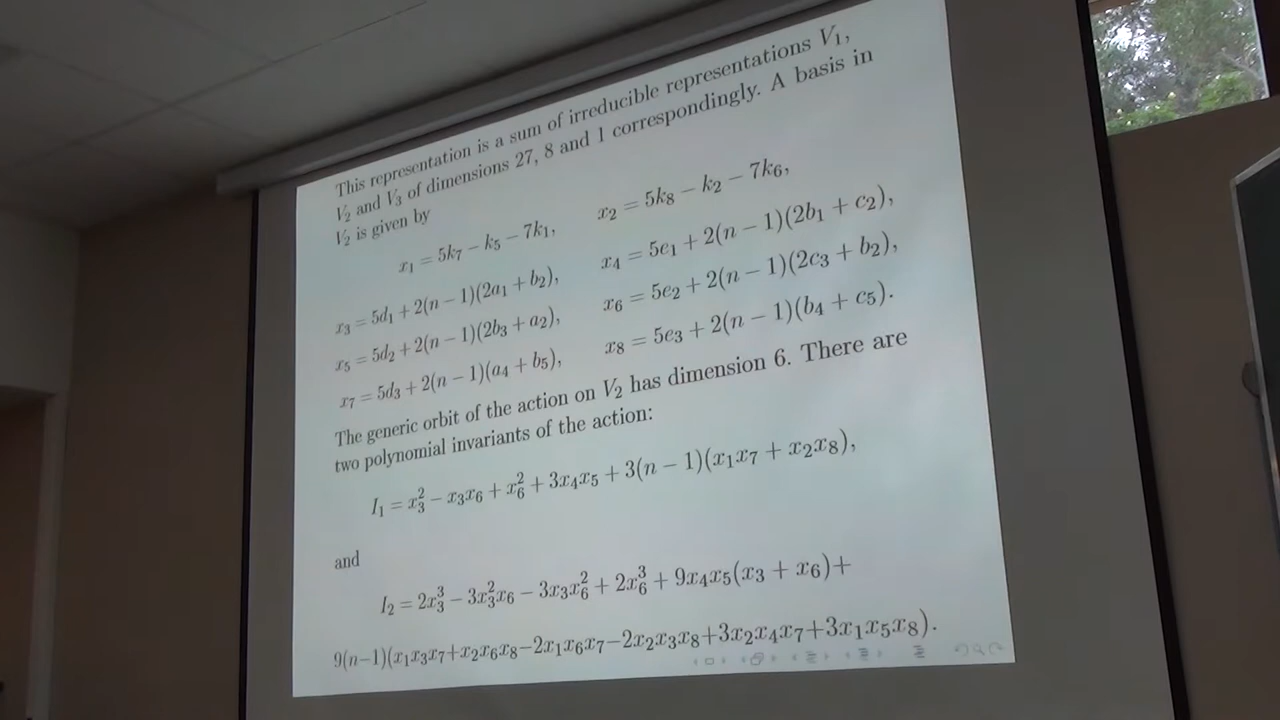 This representation is a sum of irreducible representations V₁,
V₂ and V₃ of dimensions 27, 8 and 1 correspondingly. A basis in
V₂ is given by
x₁ = 5k₇ − k₅ − 7k₁, x₂ = 5k₈ − k₂ − 7k₆,
x₃ = 5d₁ + 2(n − 1)(2a₁ + b₂), x₄ = 5e₁ + 2(n − 1)(2b₁ + c₂),
x₅ = 5d₂ + 2(n − 1)(2b₃ + a₂), x₆ = 5e₂ + 2(n − 1)(2c₃ + b₂),
x₇ = 5d₃ + 2(n − 1)(a₄ + b₅), x₈ = 5e₃ + 2(n − 1)(b₄ + c₅).
The generic orbit of the action on V₂ has dimension 6. There are
two polynomial invariants of the action:
I₁ = x₃² − x₃x₆ + x₆² + 3x₄x₅ + 3(n − 1)(x₁x₇ + x₂x₈),
and
I₂ = 2x₃³ − 3x₃²x₆ − 3x₃x₆² + 2x₆³ + 9x₄x₅(x₃ + x₆)+
9(n−1)(x₁x₃x₇+x₂x₆x₈−2x₁x₆x₇−2x₂x₃x₈+3x₂x₄x₇+3x₁x₅x₈).